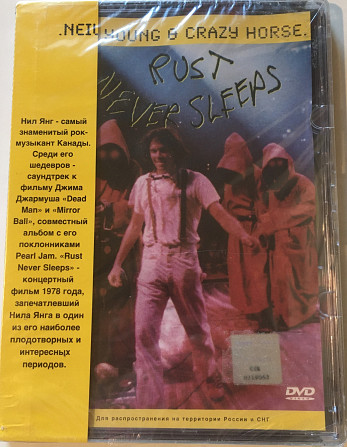 .NEIL YOUNG & CRAZY HORSE.
RUST
NEVER SLEEPS
Нил Янг - самый
знаменитый рок-
музыкант Канады.
Среди его
шедевров -
саундтрек к
фильму Джима
Джармуша «Dead
Man» и «Mirror
Ball», совместный
альбом с его
поклонниками
Pearl Jam. «Rust
Never Sleeps» -
концертный
фильм 1978 года,
запечатлевший
Нила Янга в один
из его наиболее
плодотворных и
интересных
периодов.
DVD
VIDEO
Для распространения на территории России и СНГ.